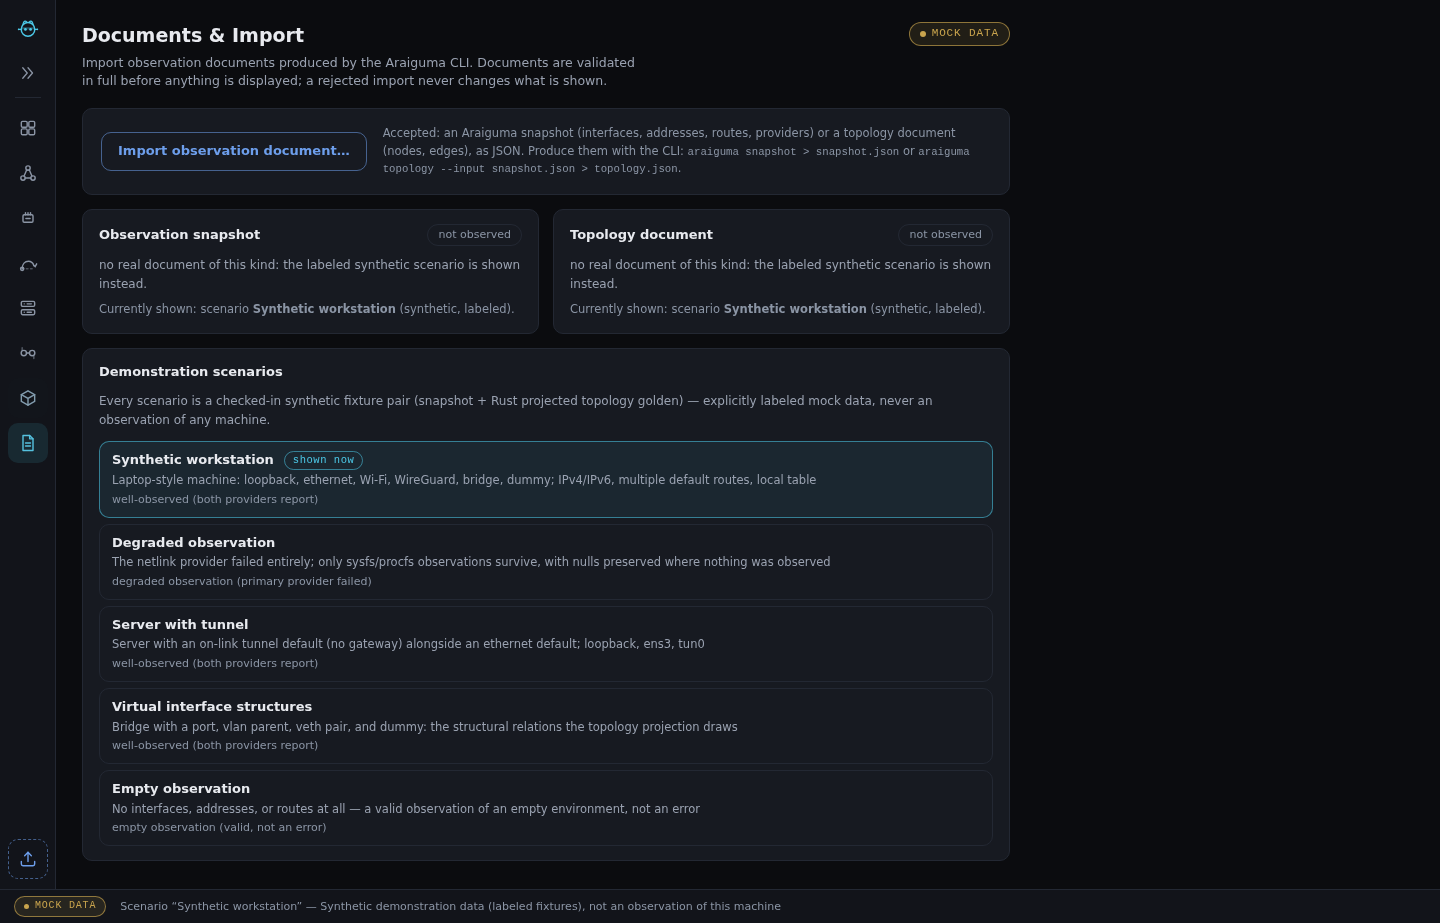 Documents & Import
MOCK DATA
Import observation documents produced by the Araiguma CLI. Documents are validated
in full before anything is displayed; a rejected import never changes what is shown.
Import observation document…
Accepted: an Araiguma snapshot (interfaces, addresses, routes, providers) or a topology document
(nodes, edges), as JSON. Produce them with the CLI: araiguma snapshot > snapshot.json or araiguma
topology --input snapshot.json > topology.json.
Observation snapshot
not observed
no real document of this kind: the labeled synthetic scenario is shown
instead.
Currently shown: scenario Synthetic workstation (synthetic, labeled).
Topology document
not observed
no real document of this kind: the labeled synthetic scenario is shown
instead.
Currently shown: scenario Synthetic workstation (synthetic, labeled).
Demonstration scenarios
Every scenario is a checked-in synthetic fixture pair (snapshot + Rust projected topology golden) — explicitly labeled mock data, never an
observation of any machine.
Synthetic workstation
shown now
Laptop-style machine: loopback, ethernet, Wi-Fi, WireGuard, bridge, dummy; IPv4/IPv6, multiple default routes, local table
well-observed (both providers report)
Degraded observation
The netlink provider failed entirely; only sysfs/procfs observations survive, with nulls preserved where nothing was observed
degraded observation (primary provider failed)
Server with tunnel
Server with an on-link tunnel default (no gateway) alongside an ethernet default; loopback, ens3, tun0
well-observed (both providers report)
Virtual interface structures
Bridge with a port, vlan parent, veth pair, and dummy: the structural relations the topology projection draws
well-observed (both providers report)
Empty observation
No interfaces, addresses, or routes at all — a valid observation of an empty environment, not an error
empty observation (valid, not an error)
MOCK DATA
Scenario “Synthetic workstation” — Synthetic demonstration data (labeled fixtures), not an observation of this machine